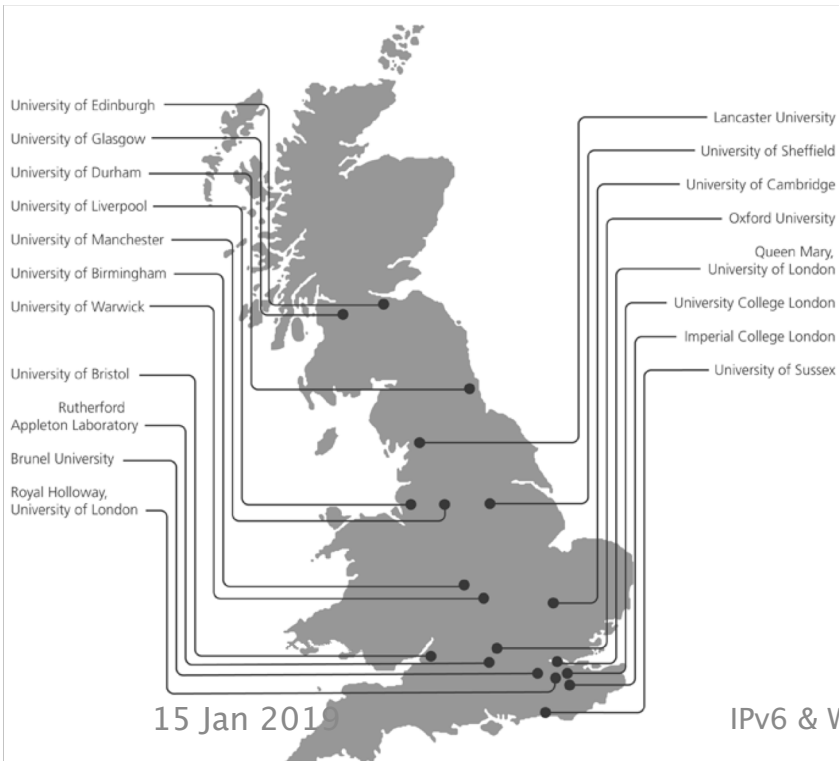 University of Edinburgh
University of Glasgow
University of Durham
University of Liverpool
University of Manchester
University of Birmingham
University of Warwick
University of Bristol
Rutherford
Appleton Laboratory
Brunel University
Royal Holloway,
University of London
Lancaster University
University of Sheffield
University of Cambridge
Oxford University
Queen Mary,
University of London
University College London
Imperial College London
University of Sussex
15 Jan 2019
IPv6 & W